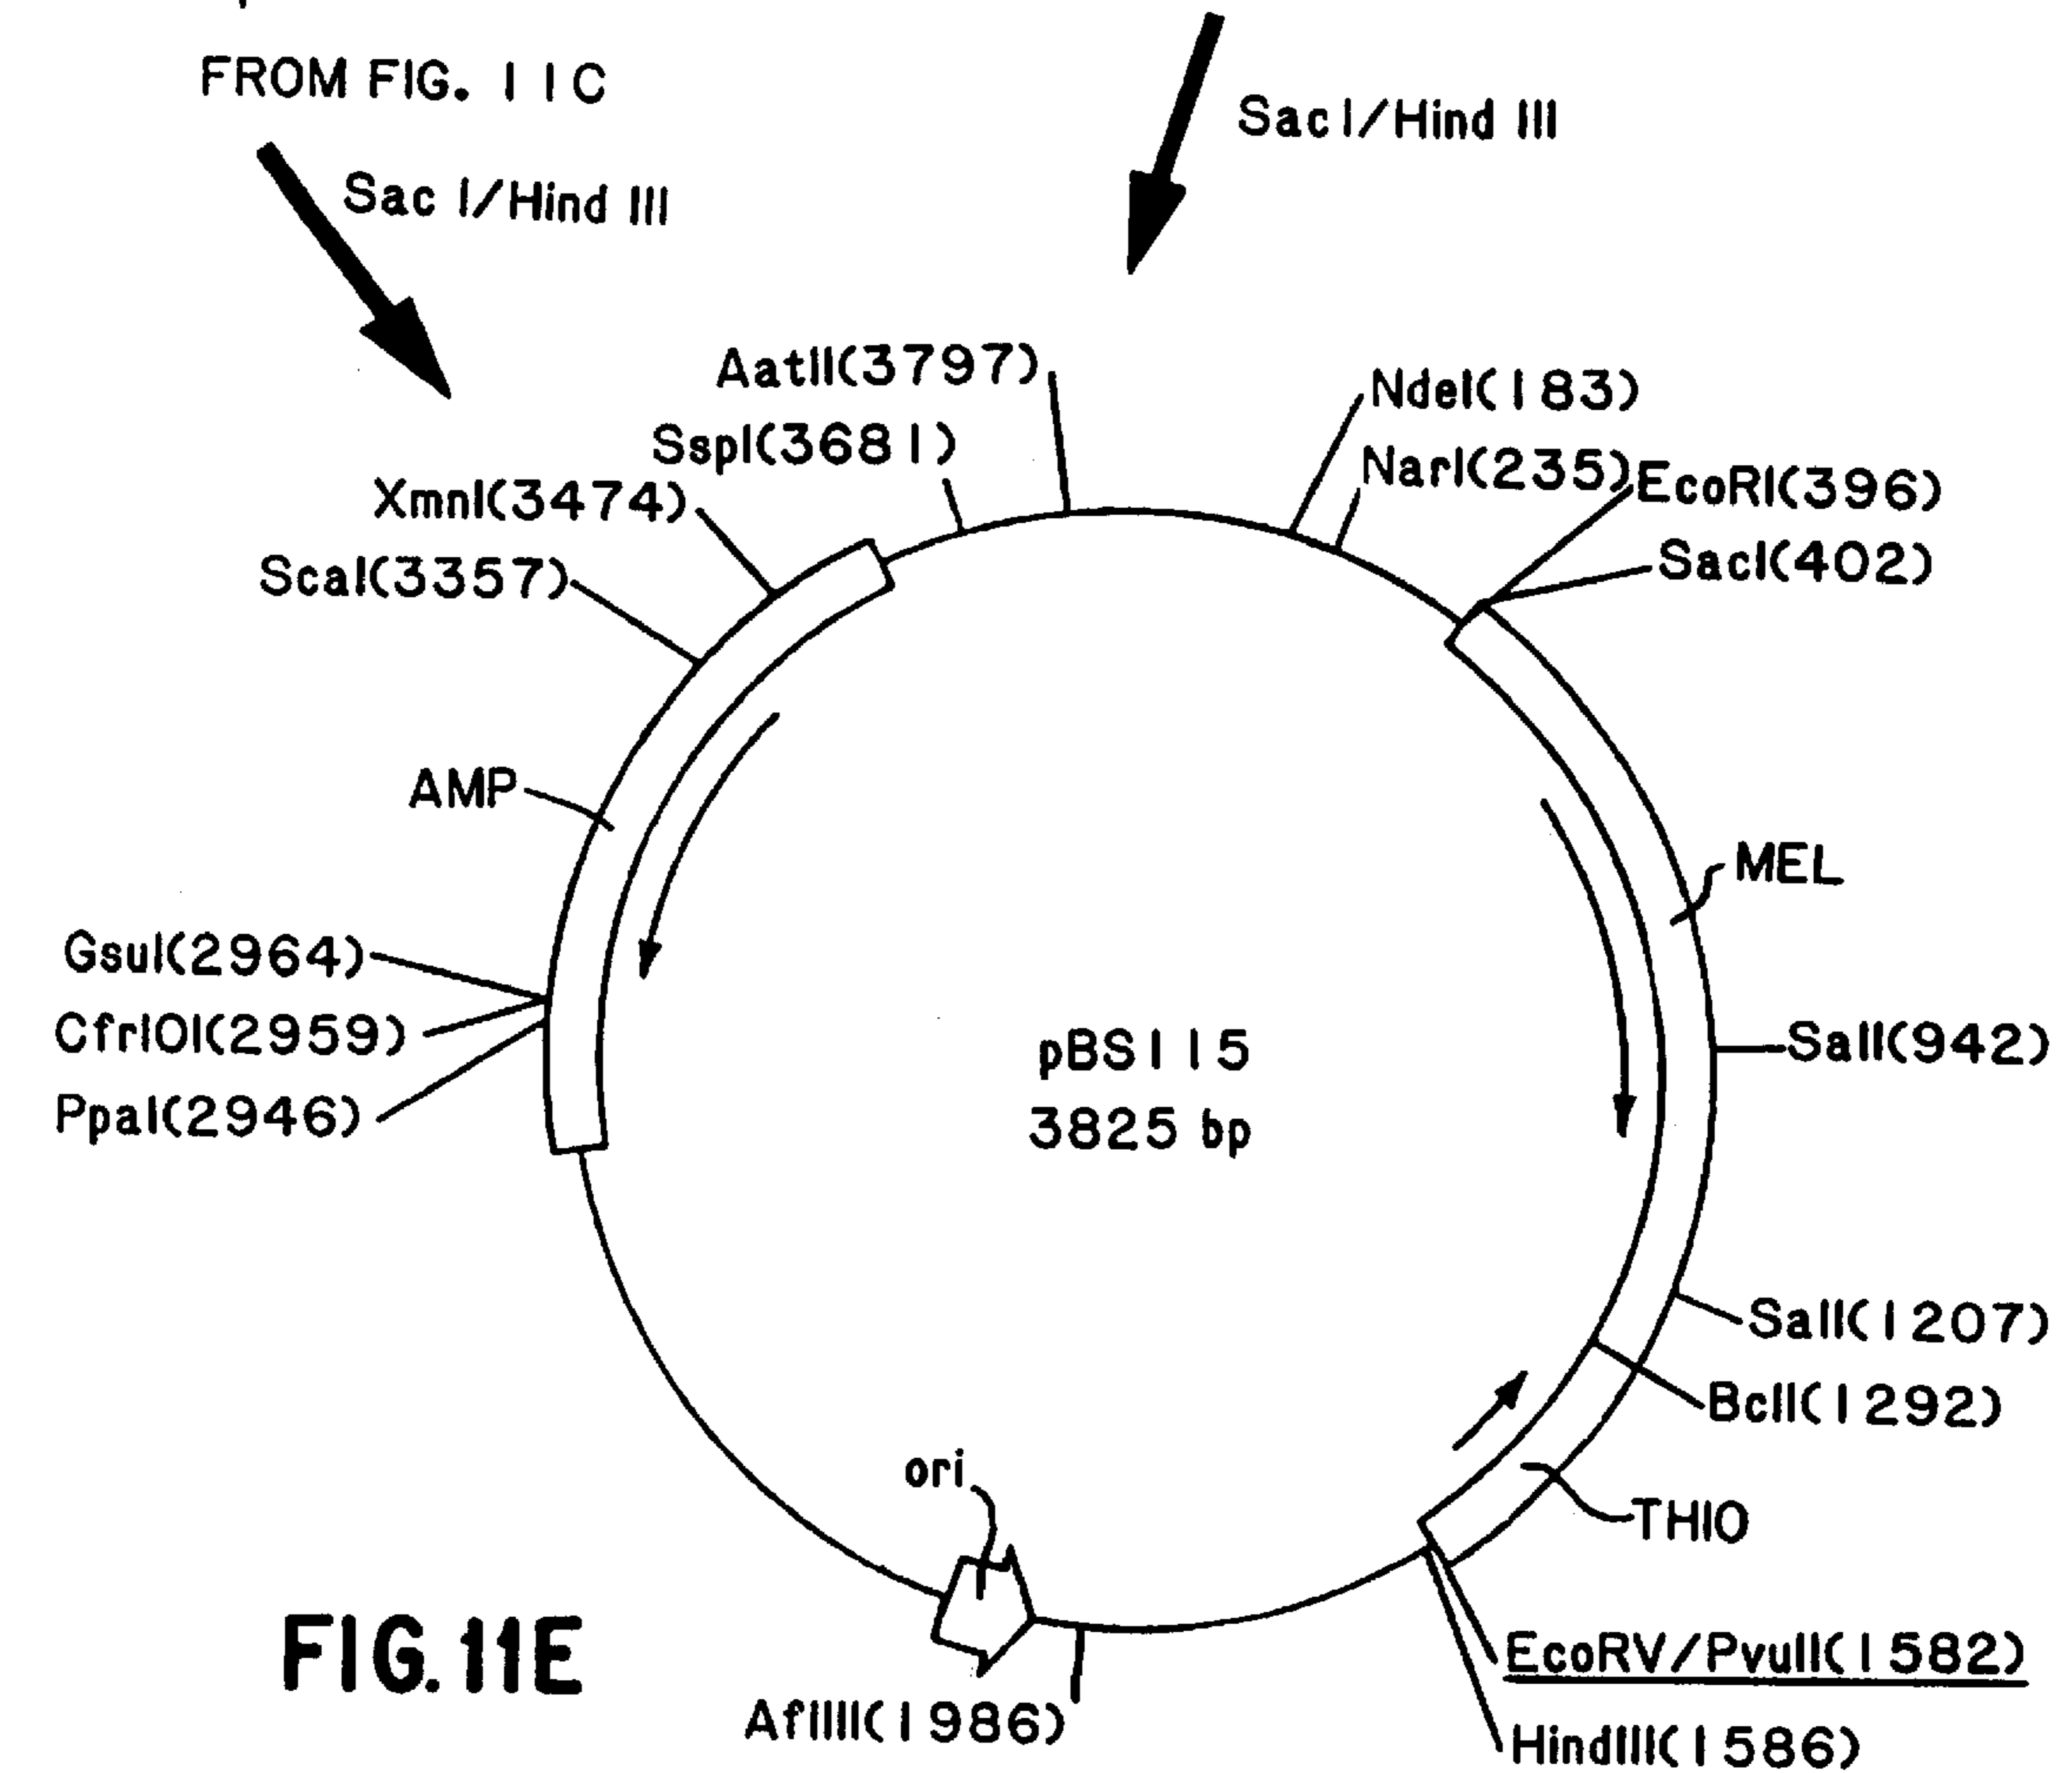 FROM FIG. 11C
Sac I/Hind III
Sac I/Hind III
AatII(3797)
NdeI(183)
SspI(3681)
NarI(235)
EcoRI(396)
XmnI(3474)
SacI(402)
ScaI(3357)
AMP
MEL
GsuI(2964)
Cfr10I(2959)
SalI(942)
pBS115
PpaI(2946)
3825 bp
SalI(1207)
BclI(1292)
ori
THIO
FIG. 11E
EcoRV/PvuII(1582)
AflIII(1986)
HindIII(1586)